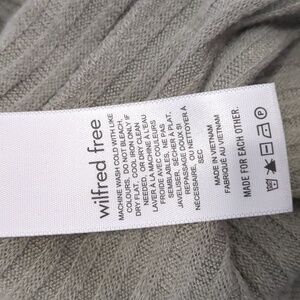 wilfred free
MACHINE WASH COLD WITH LIKE
COLOURS, DO NOT BLEACH,
DRY FLAT, COOL IRON ONLY IF
NEEDED, OR DRY CLEAN
LAVER À LA MACHINE À L'EAU
FROIDE AVEC COULEURS
SEMBLABLES, NE PAS
JAVELISER, SÉCHER À PLAT,
REPASSAGE DOUX SI
NÉCESSAIRE, OU NETTOYER À
SEC
MADE IN VIETNAM
FABRIQUÉ AU VIETNAM
MADE FOR EACH OTHER.